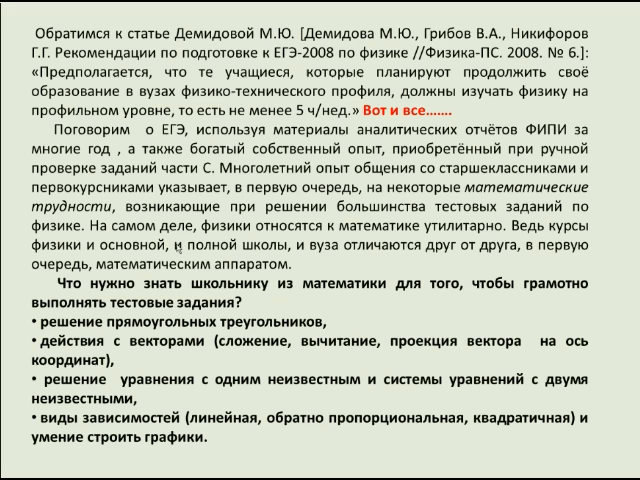 Обратимся к статье Демидовой М.Ю. [Демидова М.Ю., Грибов В.А., Никифоров
Г.Г. Рекомендации по подготовке к ЕГЭ-2008 по физике //Физика-ПС. 2008. № 6.]:
«Предполагается, что те учащиеся, которые планируют продолжить своё
образование в вузах физико-технического профиля, должны изучать физику на
профильном уровне, то есть не менее 5 ч/нед.» Вот и все…….
Поговорим о ЕГЭ, используя материалы аналитических отчётов ФИПИ за
многие год , а также богатый собственный опыт, приобретённый при ручной
проверке заданий части С. Многолетний опыт общения со старшеклассниками и
первокурсниками указывает, в первую очередь, на некоторые математические
трудности, возникающие при решении большинства тестовых заданий по
физике. На самом деле, физики относятся к математике утилитарно. Ведь курсы
физики и основной, и полной школы, и вуза отличаются друг от друга, в первую
очередь, математическим аппаратом.
Что нужно знать школьнику из математики для того, чтобы грамотно
выполнять тестовые задания?
• решение прямоугольных треугольников,
• действия с векторами (сложение, вычитание, проекция вектора на ось
координат),
• решение уравнения с одним неизвестным и системы уравнений с двумя
неизвестными,
• виды зависимостей (линейная, обратно пропорциональная, квадратичная) и
умение строить графики.